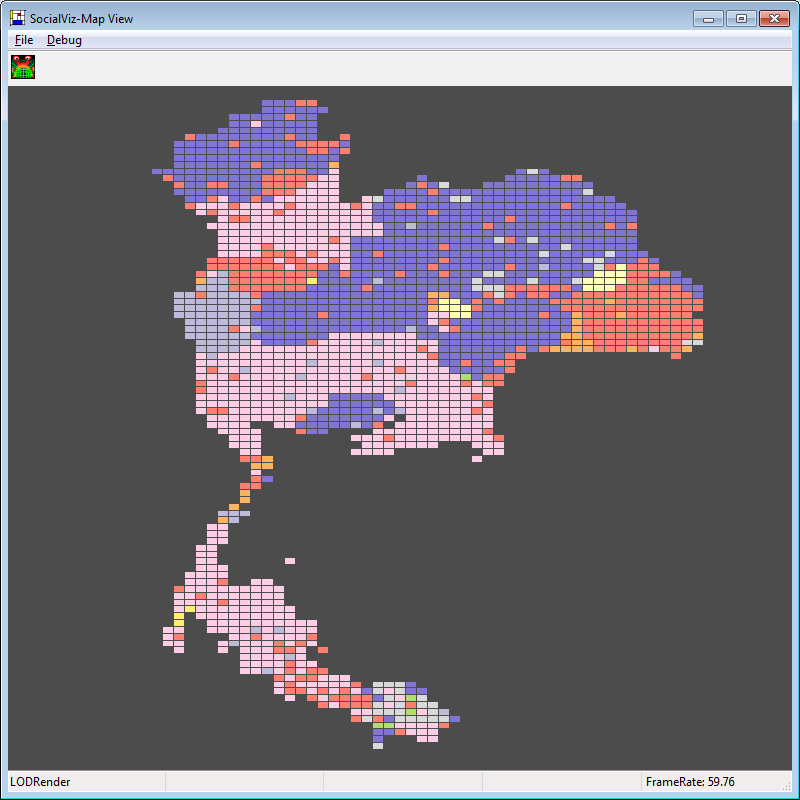 SocialViz-Map View
File Debug
LODRender FrameRate: 59.76